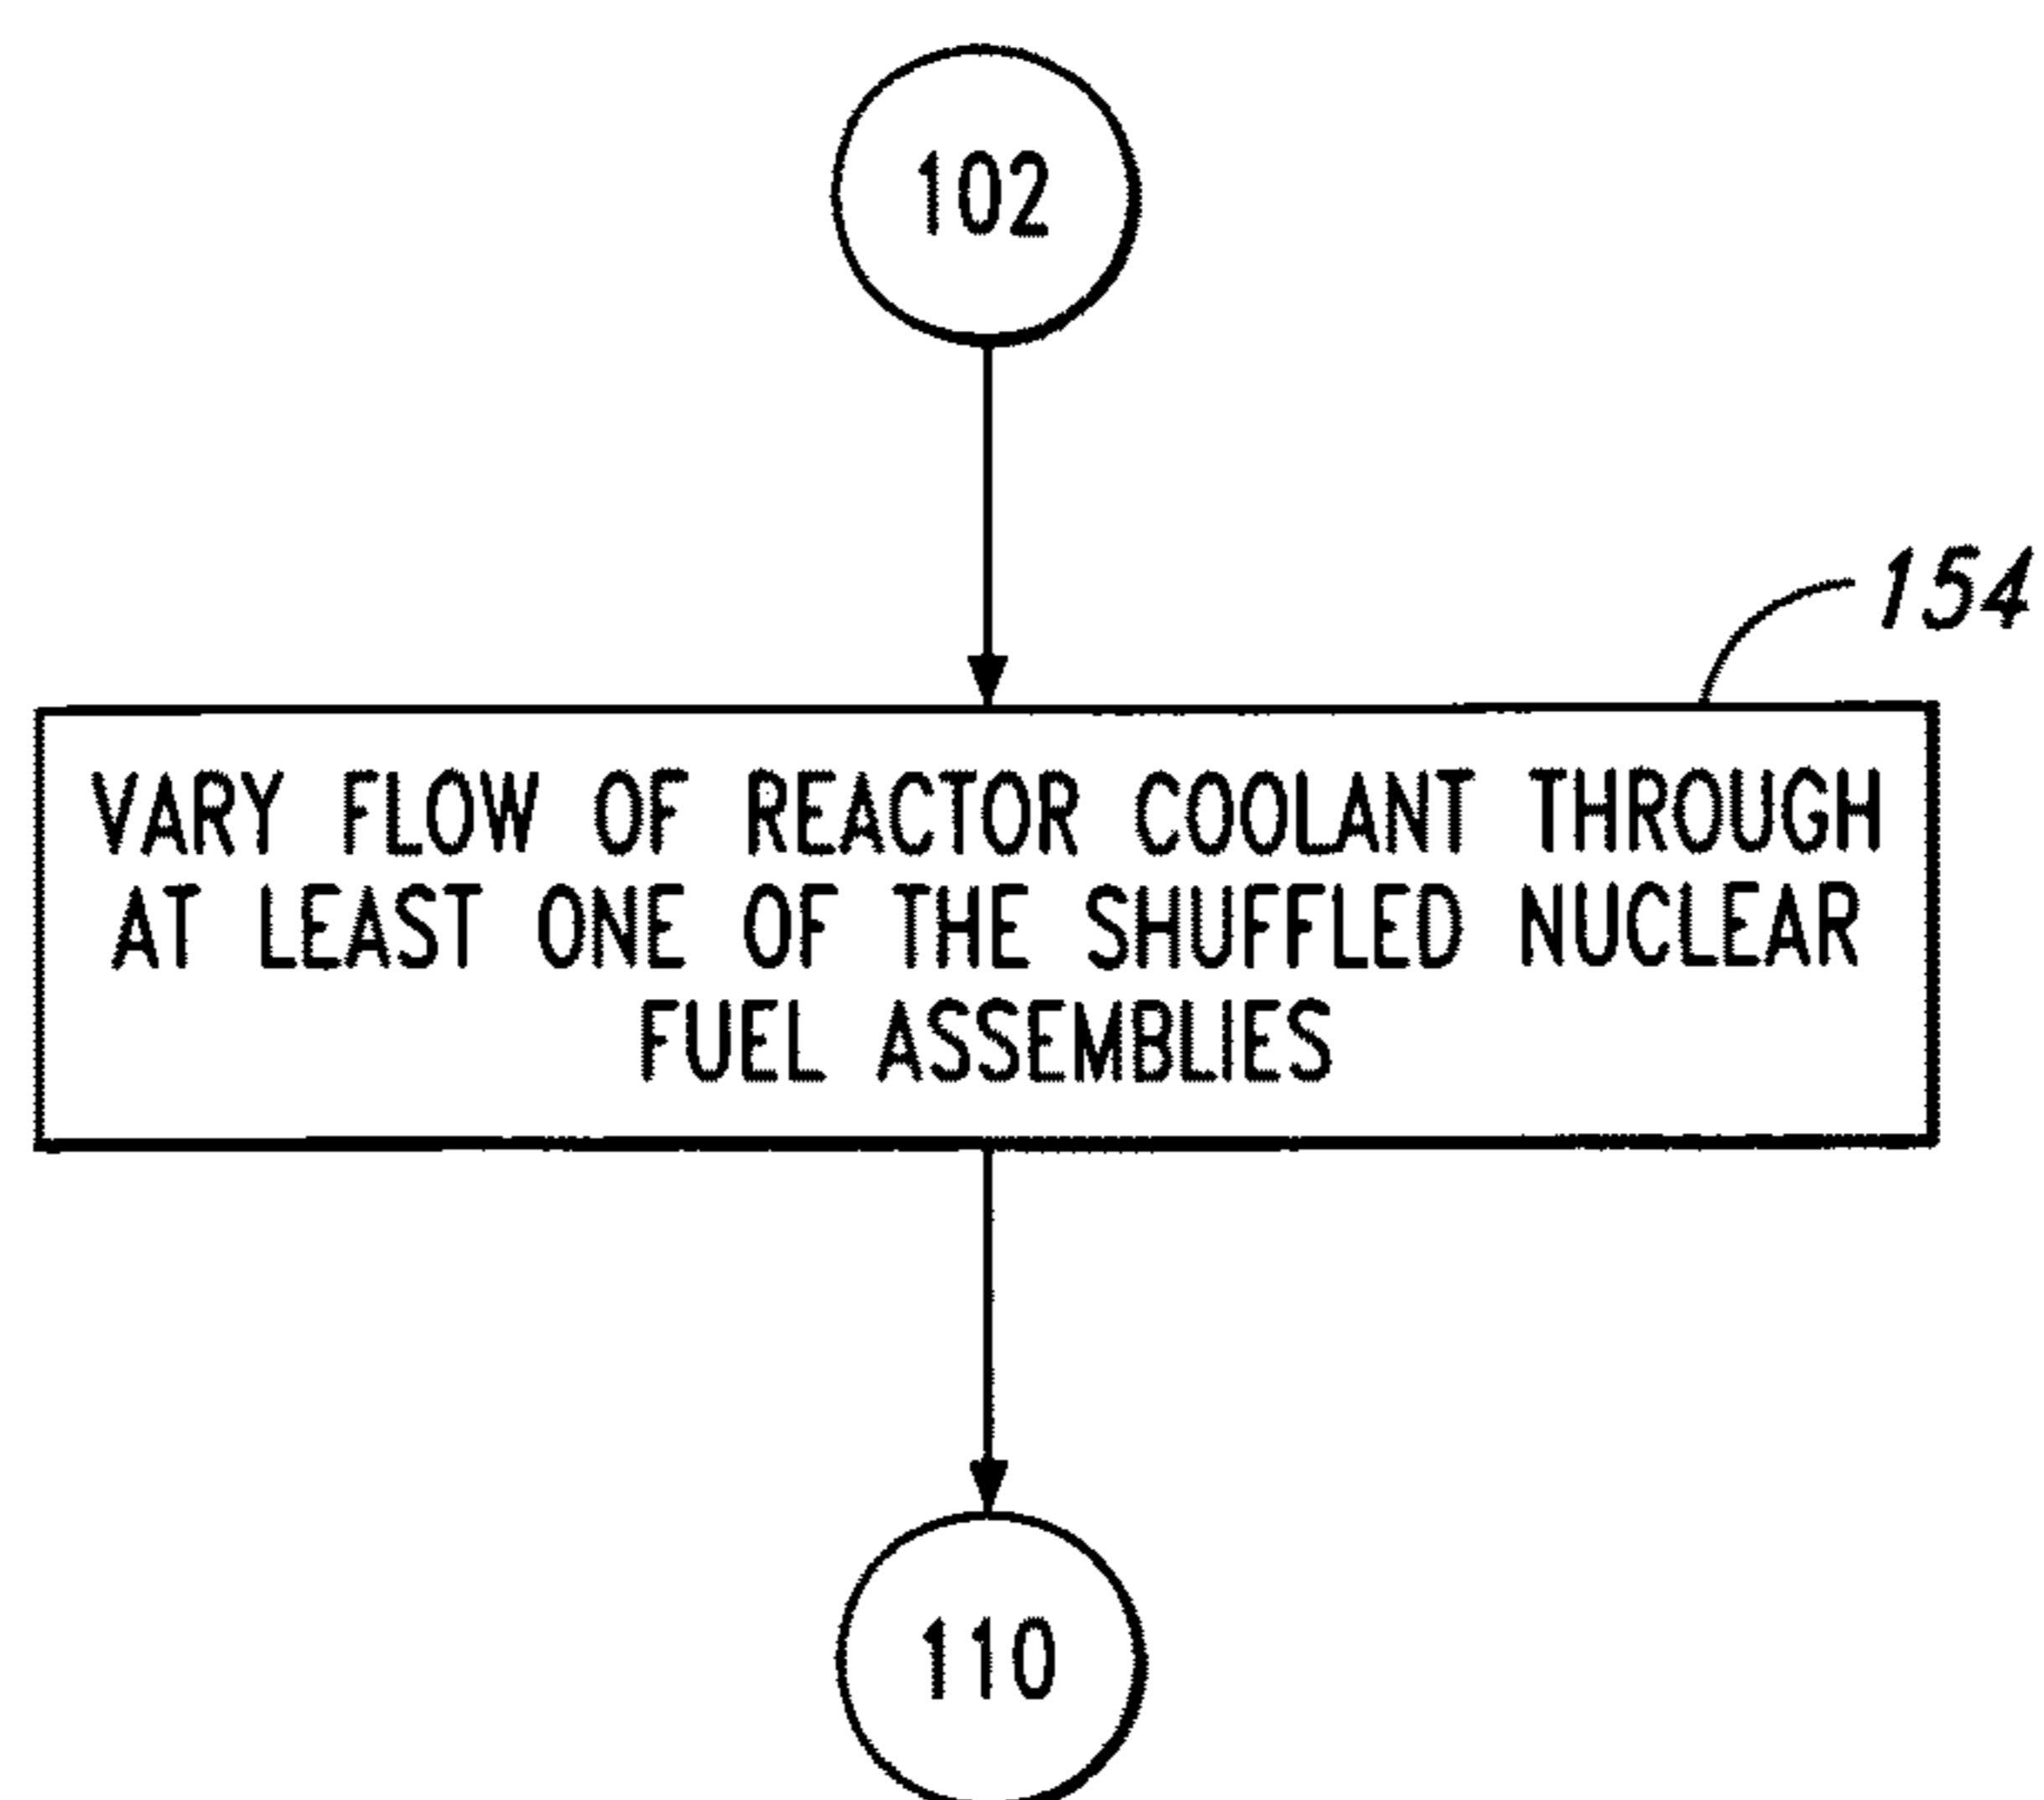 102
154
VARY FLOW OF REACTOR COOLANT THROUGH
AT LEAST ONE OF THE SHUFFLED NUCLEAR
FUEL ASSEMBLIES
110